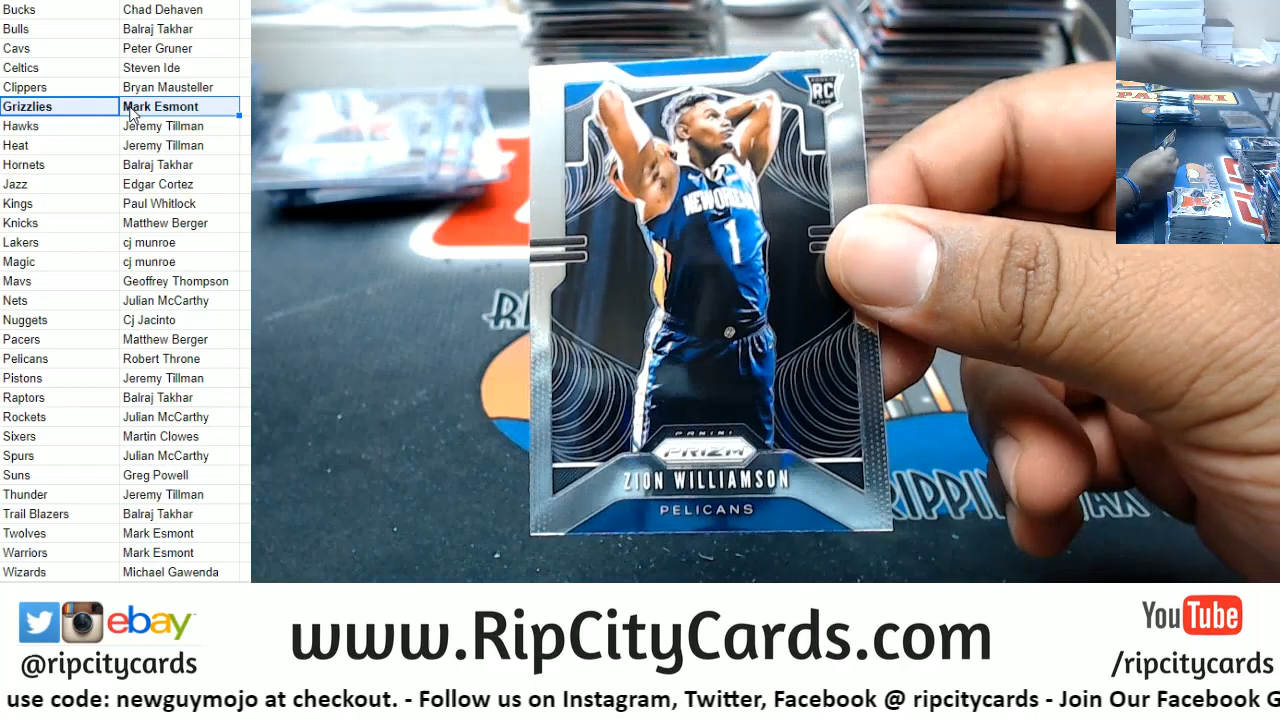 Bucks Chad Dehaven
Bulls Balraj Takhar
Cavs Peter Gruner
Celtics Steven Ide
Clippers Bryan Mausteller
Grizzlies Mark Esmont
Hawks Jeremy Tillman
Heat Jeremy Tillman
Hornets Balraj Takhar
Jazz Edgar Cortez
Kings Paul Whitlock
Knicks Matthew Berger
Lakers cj munroe
Magic cj munroe
Mavs Geoffrey Thompson
Nets Julian McCarthy
Nuggets Cj Jacinto
Pacers Matthew Berger
Pelicans Robert Throne
Pistons Jeremy Tillman
Raptors Balraj Takhar
Rockets Julian McCarthy
Sixers Martin Clowes
Spurs Julian McCarthy
Suns Greg Powell
Thunder Jeremy Tillman
Trail Blazers Balraj Takhar
Twolves Mark Esmont
Warriors Mark Esmont
Wizards Michael Gawenda
RC
NEW ORLEANS
1
PANINI
PRIZM
ZION WILLIAMSON
PELICANS
RIPPIN
WAX
PANINI
ebay
@ripcitycards
www.RipCityCards.com
YouTube
/ripcitycards
use code: newguymojo at checkout. - Follow us on Instagram, Twitter, Facebook @ ripcitycards - Join Our Facebook G